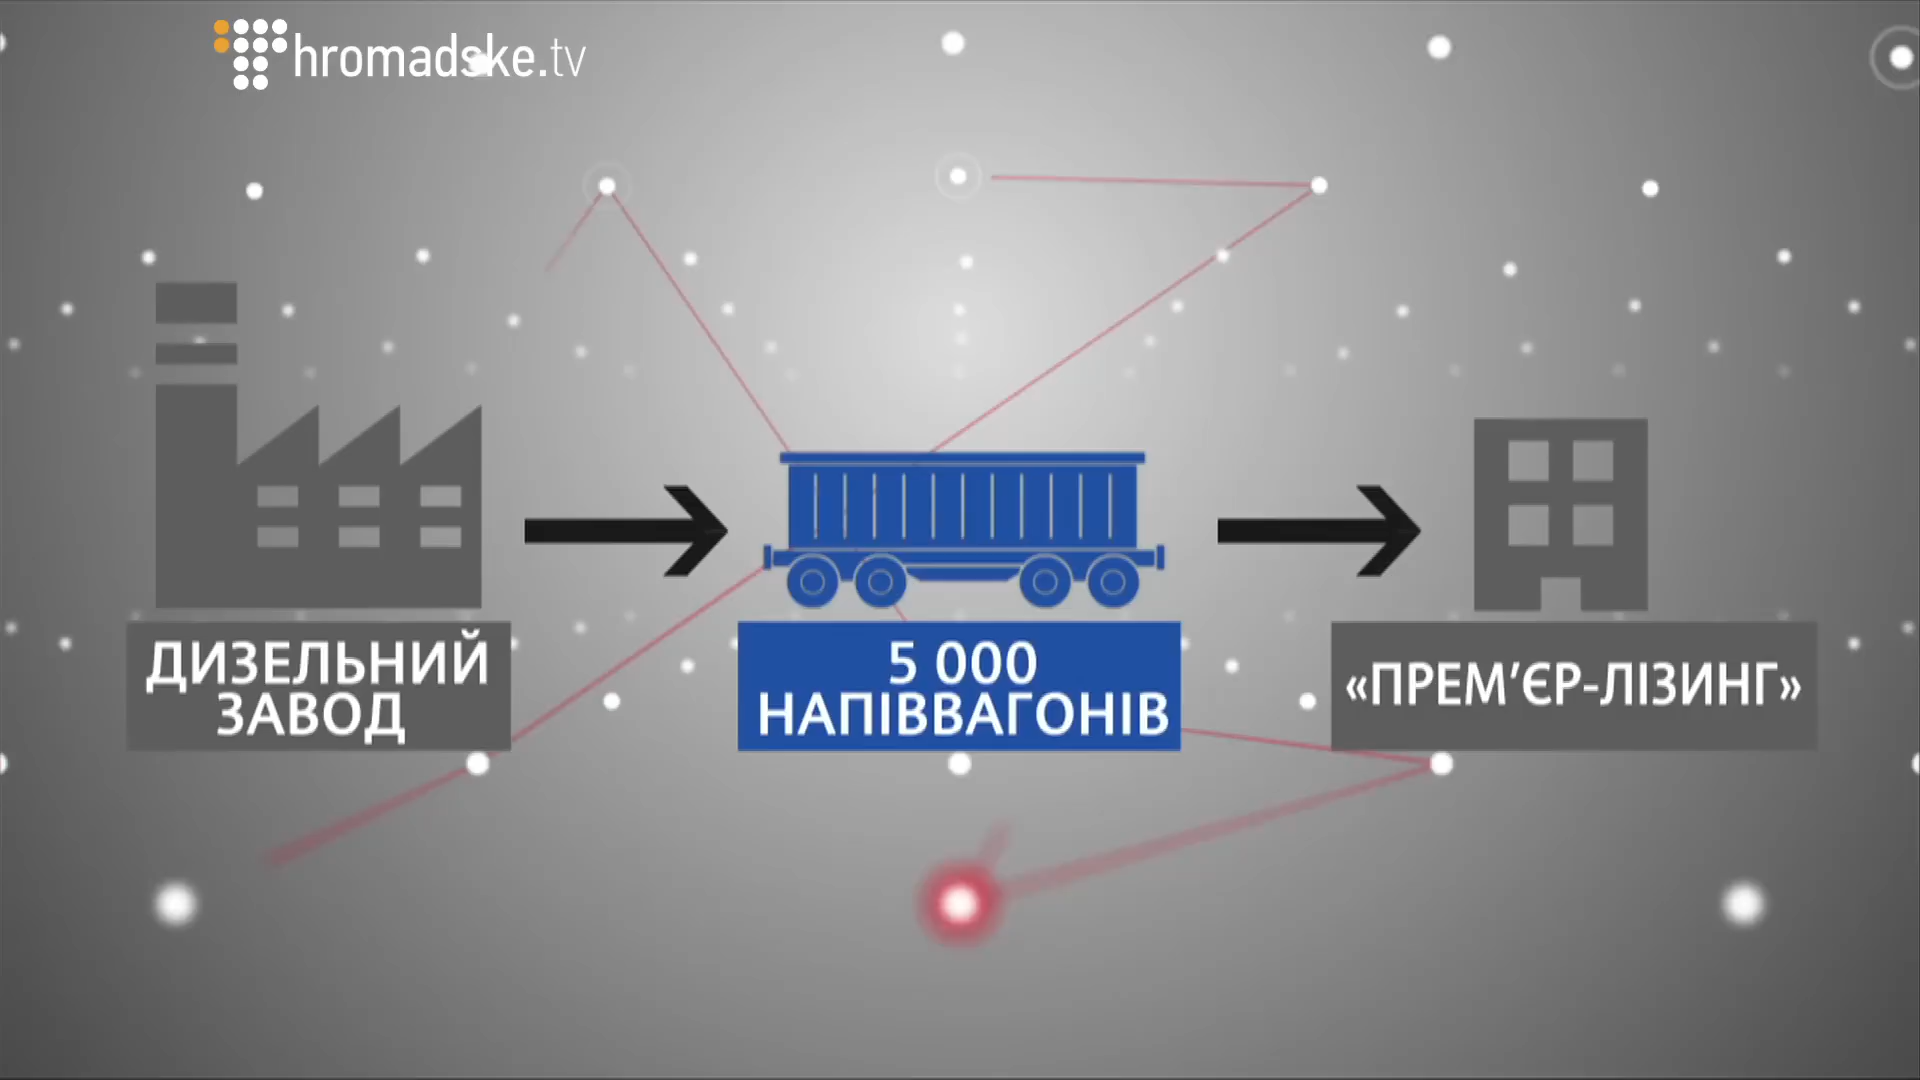 hromadske.tv
ДИЗЕЛЬНИЙ
ЗАВОД
5 000
НАПІВВАГОНІВ
«ПРЕМ’ЄР-ЛІЗИНГ»